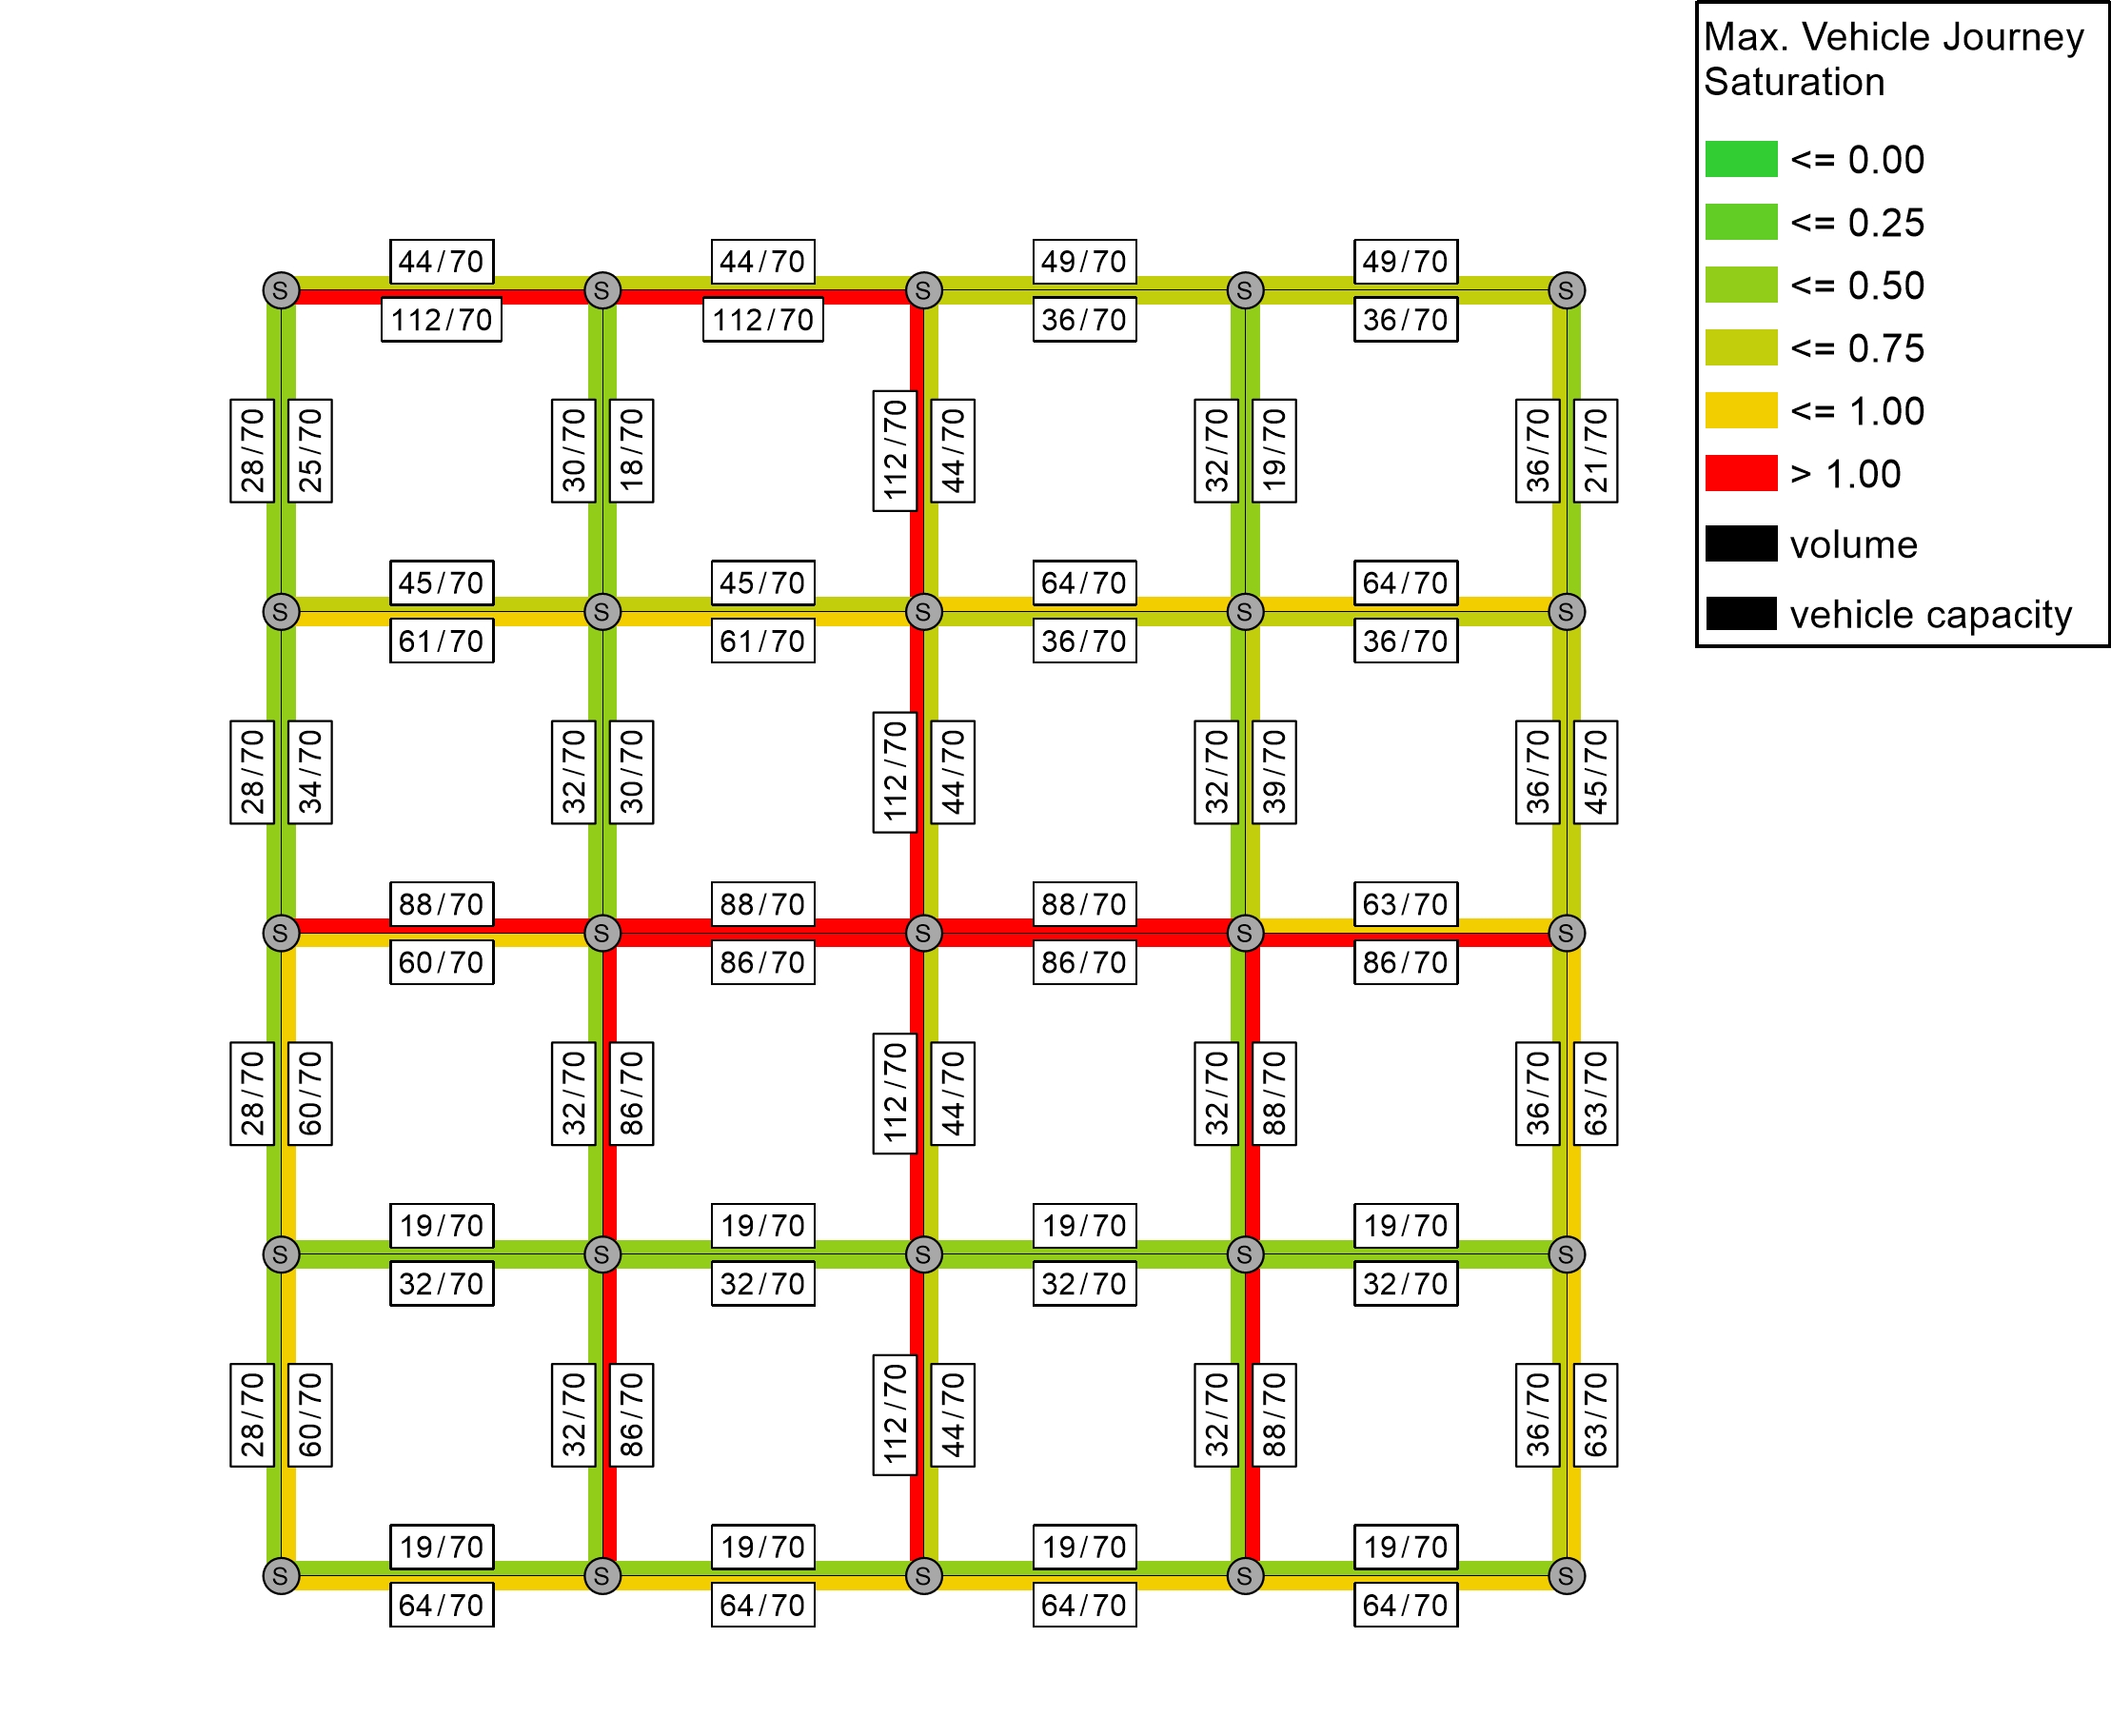 Max. Vehicle Journey
Saturation
<= 0.00
<= 0.25
<= 0.50
<= 0.75
<= 1.00
> 1.00
volume
vehicle capacity
44/70 44/70 49/70 49/70
S S S S S
112/70 112/70 36/70 36/70
28/70 25/70 30/70 18/70 112/70 44/70 32/70 19/70 36/70 21/70
45/70 45/70 64/70 64/70
S S S S S
61/70 61/70 36/70 36/70
28/70 34/70 32/70 30/70 112/70 44/70 32/70 39/70 36/70 45/70
88/70 88/70 88/70 63/70
S S S S S
60/70 86/70 86/70 86/70
28/70 60/70 32/70 86/70 112/70 44/70 32/70 88/70 36/70 63/70
19/70 19/70 19/70 19/70
S S S S S
32/70 32/70 32/70 32/70
28/70 60/70 32/70 86/70 112/70 44/70 32/70 88/70 36/70 63/70
19/70 19/70 19/70 19/70
S S S S S
64/70 64/70 64/70 64/70